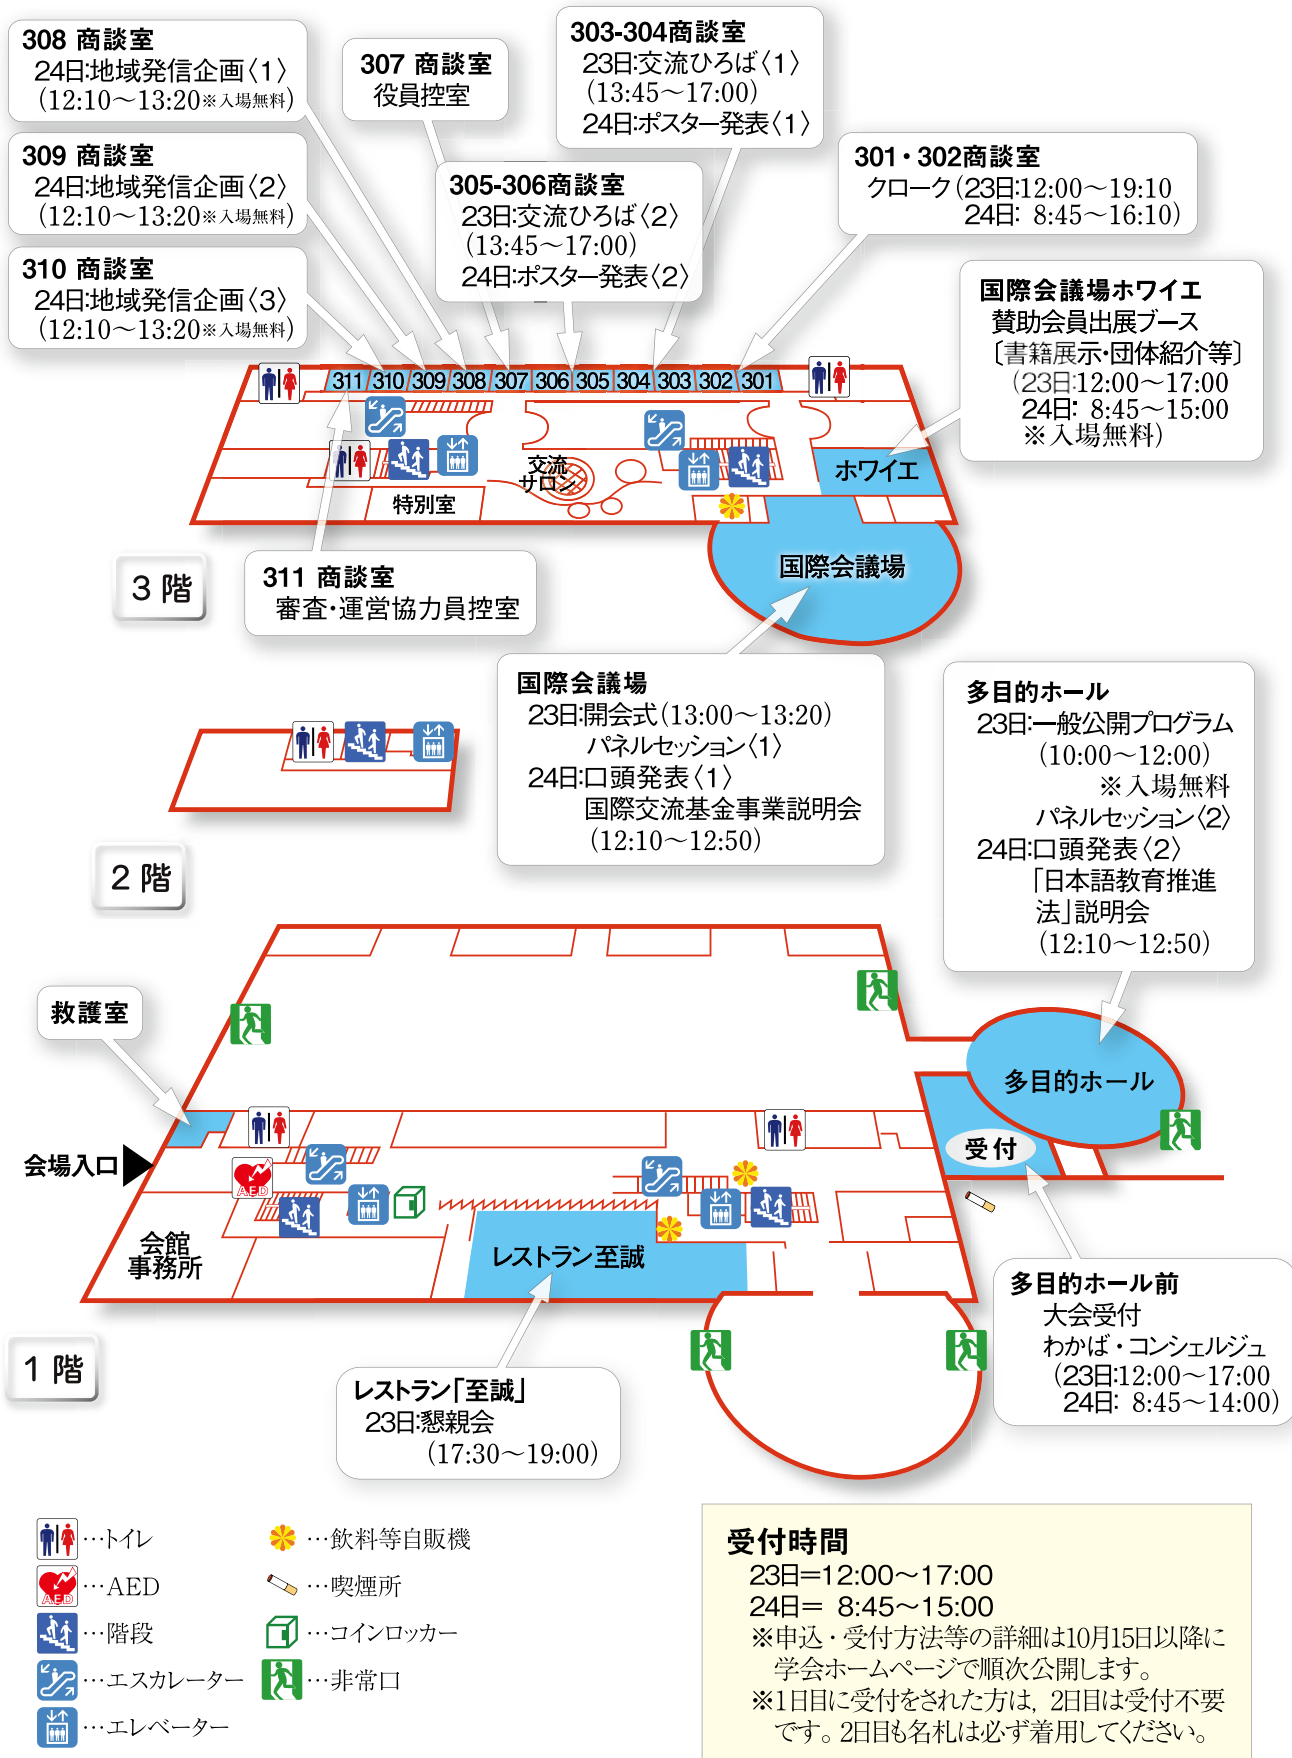 308 商談室
24日:地域発信企画〈1〉
(12:10～13:20※入場無料)
309 商談室
24日:地域発信企画〈2〉
(12:10～13:20※入場無料)
310 商談室
24日:地域発信企画〈3〉
(12:10～13:20※入場無料)
307 商談室
役員控室
303-304商談室
23日:交流ひろば〈1〉
(13:45～17:00)
24日:ポスター発表〈1〉
305-306商談室
23日:交流ひろば〈2〉
(13:45～17:00)
24日:ポスター発表〈2〉
301・302商談室
クローク(23日:12:00～19:10
24日: 8:45～16:10)
国際会議場ホワイエ
賛助会員出展ブース
〔書籍展示・団体紹介等〕
(23日:12:00～17:00
24日: 8:45～15:00
※入場無料)
311 310 309 308 307 306 305 304 303 302 301
交流
サロン
特別室
ホワイエ
国際会議場
3階
311 商談室
審査・運営協力員控室
国際会議場
23日:開会式(13:00～13:20)
パネルセッション〈1〉
24日:口頭発表〈1〉
国際交流基金事業説明会
(12:10～12:50)
多目的ホール
23日:一般公開プログラム
(10:00～12:00)
※入場無料
パネルセッション〈2〉
24日:口頭発表〈2〉
「日本語教育推進
法」説明会
(12:10～12:50)
2階
救護室
多目的ホール
受付
会場入口
A.E.D
会館
事務所
レストラン至誠
1階
多目的ホール前
大会受付
わかば・コンシェルジュ
(23日:12:00～17:00
24日: 8:45～14:00)
レストラン「至誠」
23日:懇親会
(17:30～19:00)
…トイレ
A.E.D
…AED
…階段
…エスカレーター
…エレベーター
…飲料等自販機
…喫煙所
…コインロッカー
…非常口
受付時間
23日=12:00～17:00
24日= 8:45～15:00
※申込・受付方法等の詳細は10月15日以降に
学会ホームページで順次公開します。
※1日目に受付をされた方は, 2日目は受付不要
です。2日目も名札は必ず着用してください。